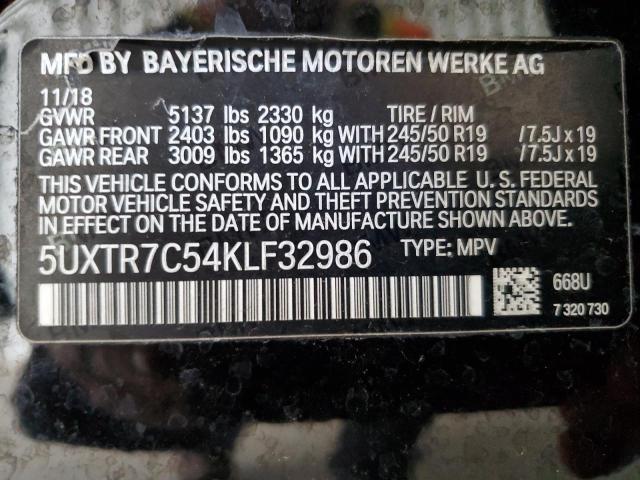 MFD BY BAYERISCHE MOTOREN WERKE AG
11/18
GVWR 5137 lbs 2330 kg TIRE / RIM
GAWR FRONT 2403 lbs 1090 kg WITH 245/50 R19 /7.5J x 19
GAWR REAR 3009 lbs 1365 kg WITH 245/50 R19 /7.5J x 19
THIS VEHICLE CONFORMS TO ALL APPLICABLE U. S. FEDERAL
MOTOR VEHICLE SAFETY AND THEFT PREVENTION STANDARDS
IN EFFECT ON THE DATE OF MANUFACTURE SHOWN ABOVE.
5UXTR7C54KLF32986 TYPE: MPV
668U
7 320 730